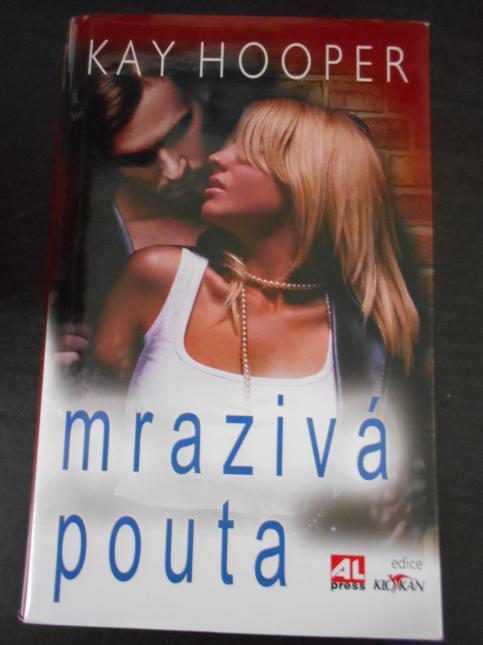 KAY HOOPER
mrazivá
pouta
AL
press
edice
KLOKAN